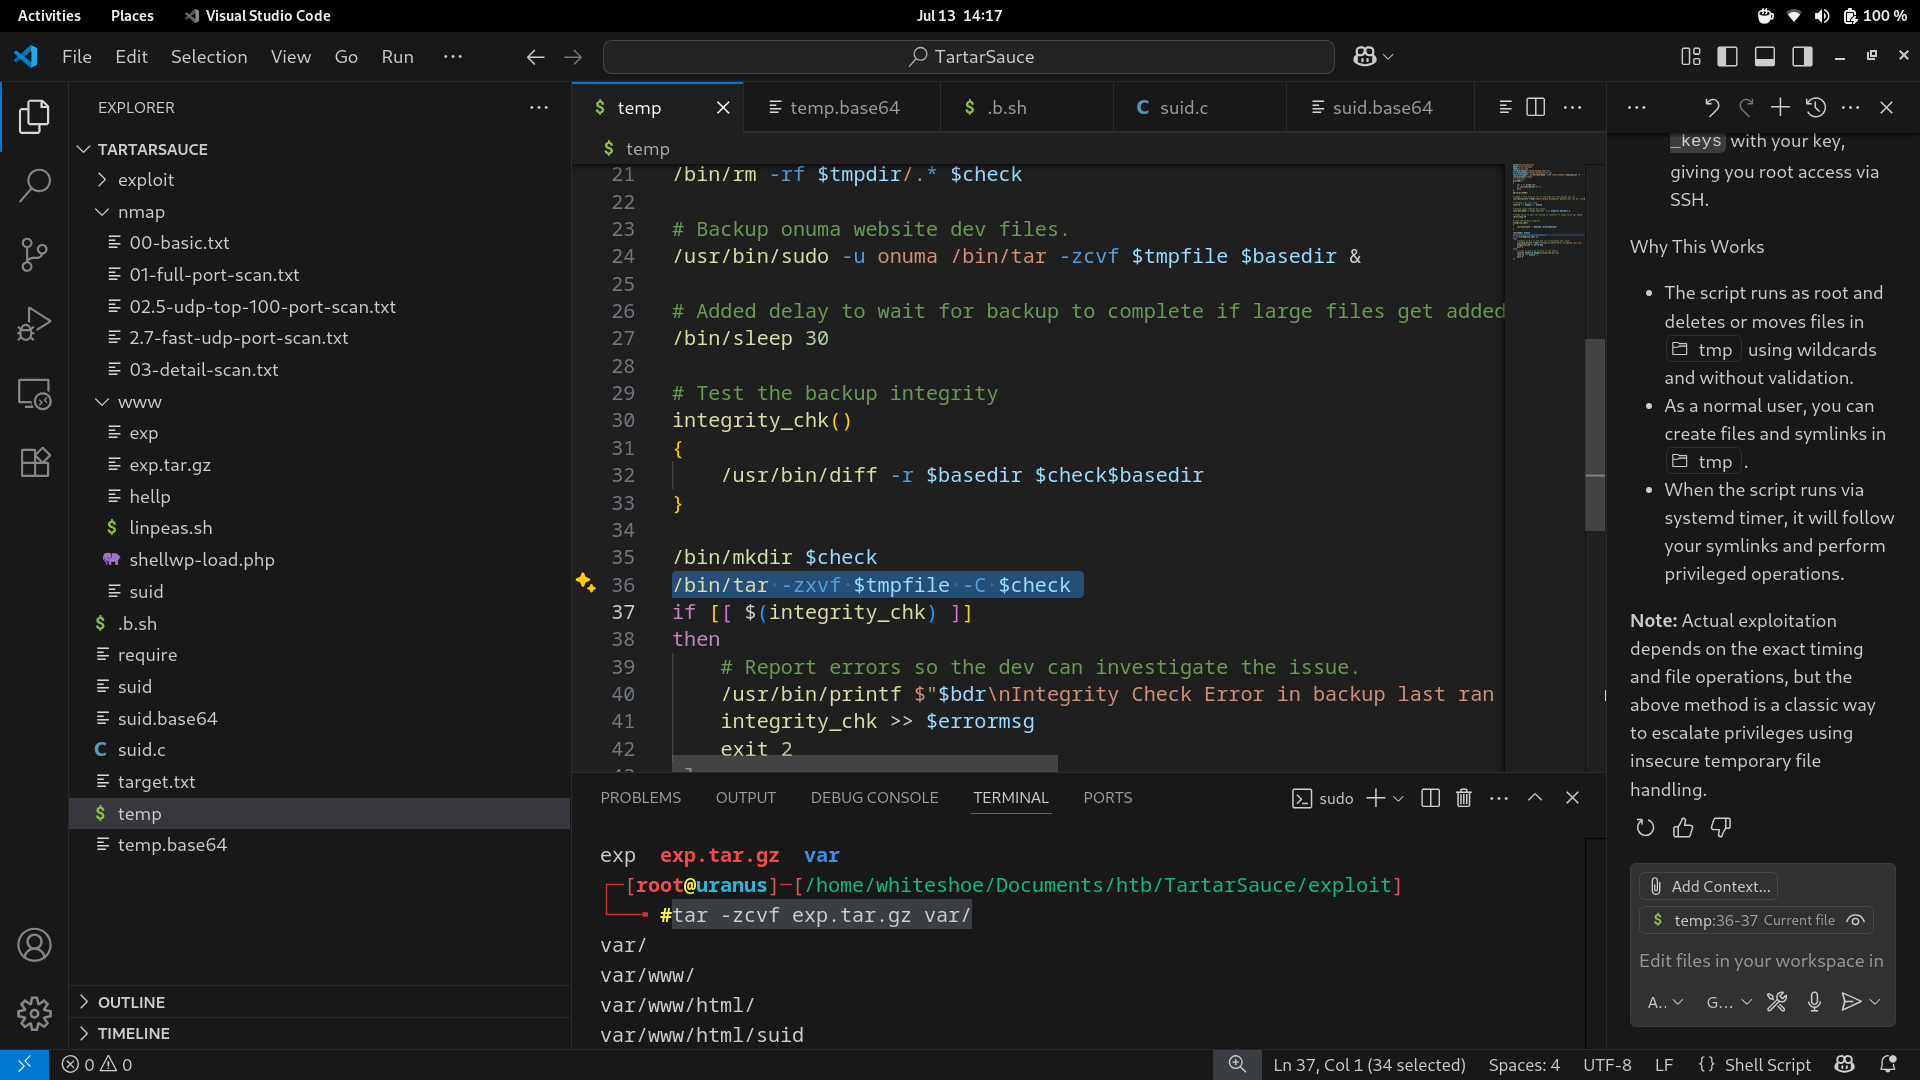 Activities Places Visual Studio Code Jul 13 14:17 100 %
File Edit Selection View Go Run ··· TartarSauce
EXPLORER
TARTARSAUCE
exploit
nmap
00-basic.txt
01-full-port-scan.txt
02.5-udp-top-100-port-scan.txt
2.7-fast-udp-port-scan.txt
03-detail-scan.txt
www
exp
exp.tar.gz
hellp
linpeas.sh
shellwp-load.php
suid
.b.sh
require
suid
suid.base64
suid.c
target.txt
temp
temp.base64
OUTLINE
TIMELINE
$ temp temp.base64 $ .b.sh C suid.c suid.base64
$ temp
21 /bin/rm -rf $tmpdir/.* $check
22
23 # Backup onuma website dev files.
24 /usr/bin/sudo -u onuma /bin/tar -zcvf $tmpfile $basedir &
25
26 # Added delay to wait for backup to complete if large files get added
27 /bin/sleep 30
28
29 # Test the backup integrity
30 integrity_chk()
31 {
32 /usr/bin/diff -r $basedir $check$basedir
33 }
34
35 /bin/mkdir $check
36 /bin/tar -zxvf $tmpfile -C $check
37 if [[ $(integrity_chk) ]]
38 then
39 # Report errors so the dev can investigate the issue.
40 /usr/bin/printf $"$bdr\nIntegrity Check Error in backup last ran
41 integrity_chk >> $errormsg
42 exit 2
PROBLEMS OUTPUT DEBUG CONSOLE TERMINAL PORTS sudo
exp exp.tar.gz var
┌─[root@uranus]─[/home/whiteshoe/Documents/htb/TartarSauce/exploit]
└──╼ #tar -zcvf exp.tar.gz var/
var/
var/www/
var/www/html/
var/www/html/suid
_keys with your key,
giving you root access via
SSH.
Why This Works
• The script runs as root and
deletes or moves files in
tmp using wildcards
and without validation.
• As a normal user, you can
create files and symlinks in
tmp .
• When the script runs via
systemd timer, it will follow
your symlinks and perform
privileged operations.
Note: Actual exploitation
depends on the exact timing
and file operations, but the
above method is a classic way
to escalate privileges using
insecure temporary file
handling.
Add Context...
$ temp:36-37 Current file
Edit files in your workspace in
A.. G...
0 0 Ln 37, Col 1 (34 selected) Spaces: 4 UTF-8 LF {} Shell Script